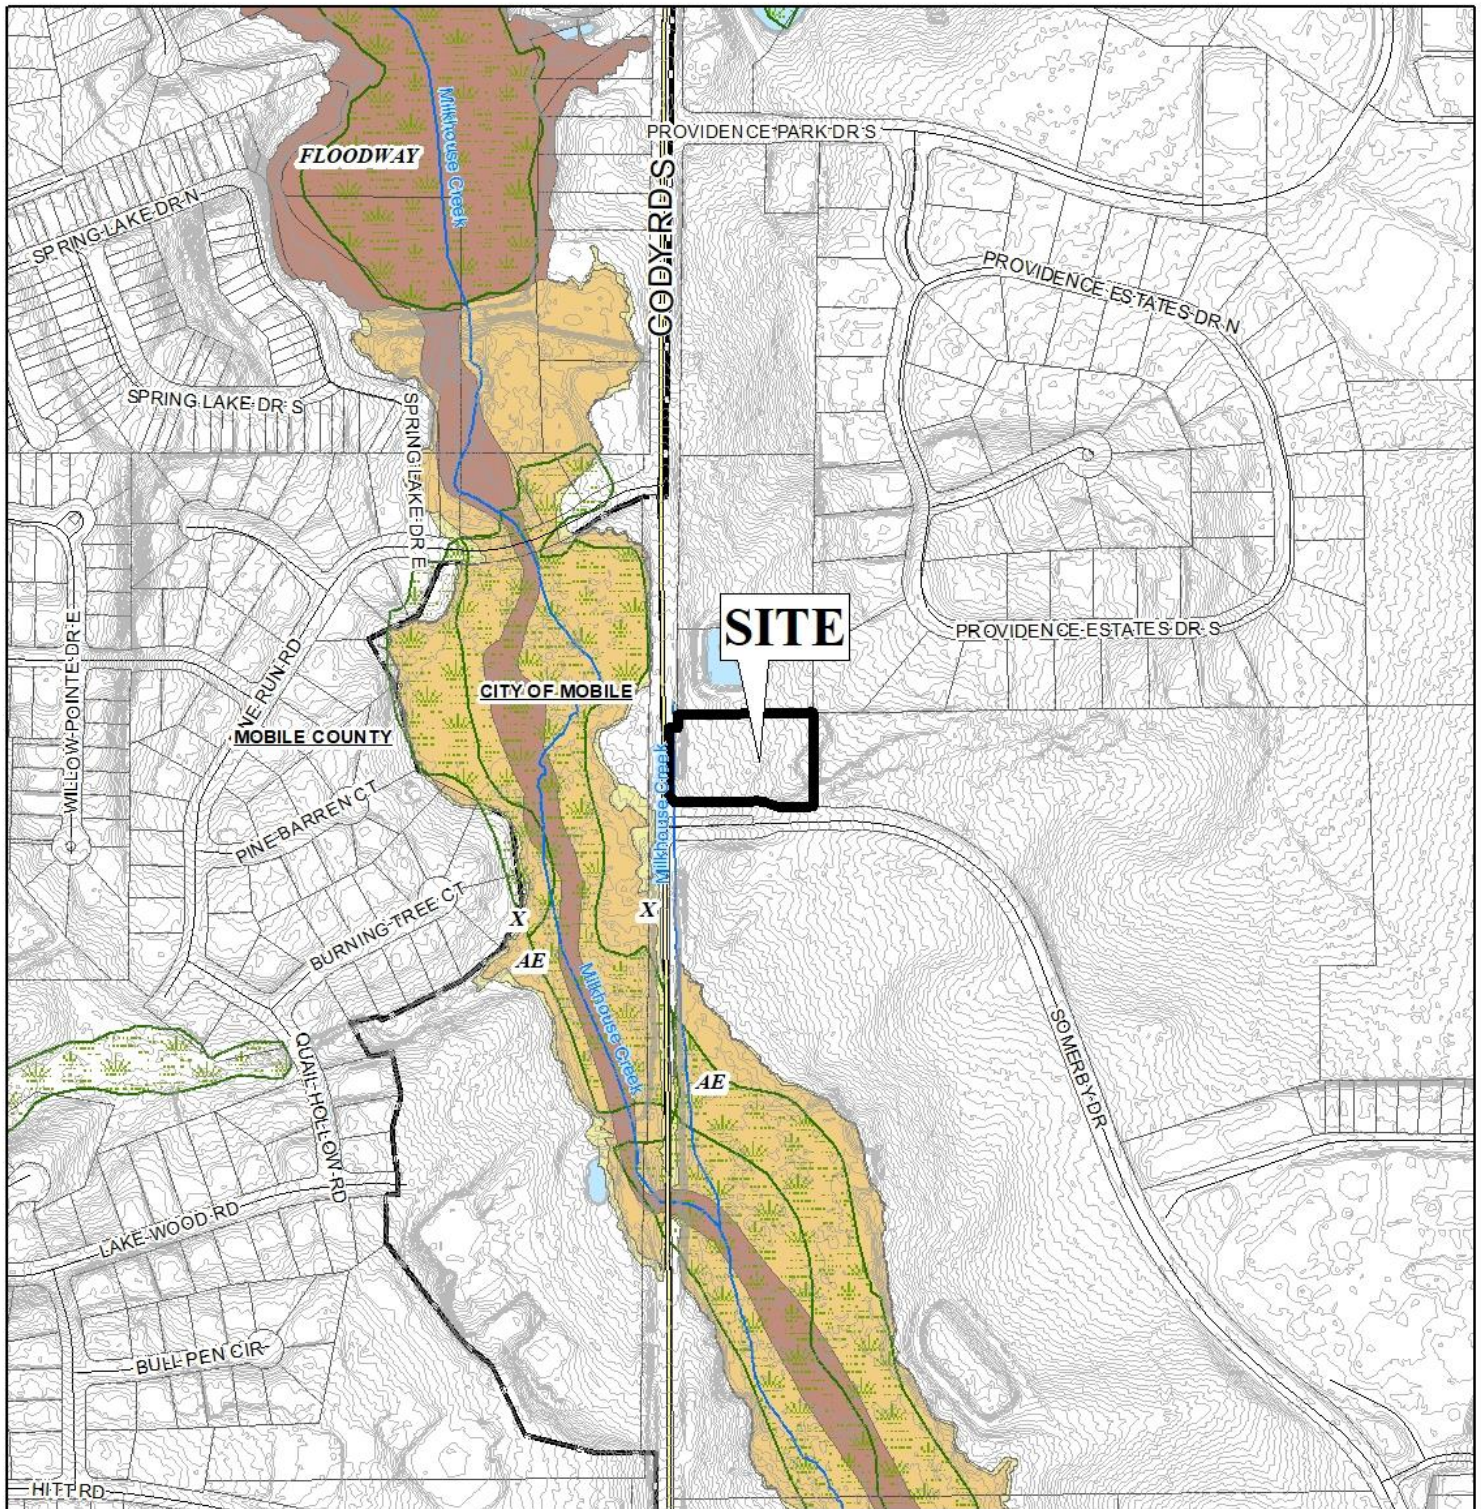 Milkhouse Creek
PROVIDENCE PARK DR S
FLOODWAY
CODY RD S
SPRING LAKE DR N
PROVIDENCE ESTATES DR N
SPRING LAKE DR S
SPRING LAKE DR E
SITE
PROVIDENCE ESTATES DR S
WILLOW POINTE DR E
NE RUN RD
CITY OF MOBILE
MOBILE COUNTY
Milkhouse Creek
PINE BARREN CT
BURNING TREE CT
X
X
AE
Milkhouse Creek
SOMERBY DR
QUAIL HOLLOW RD
AE
LAKE WOOD RD
BULL PEN CIR
HITT RD